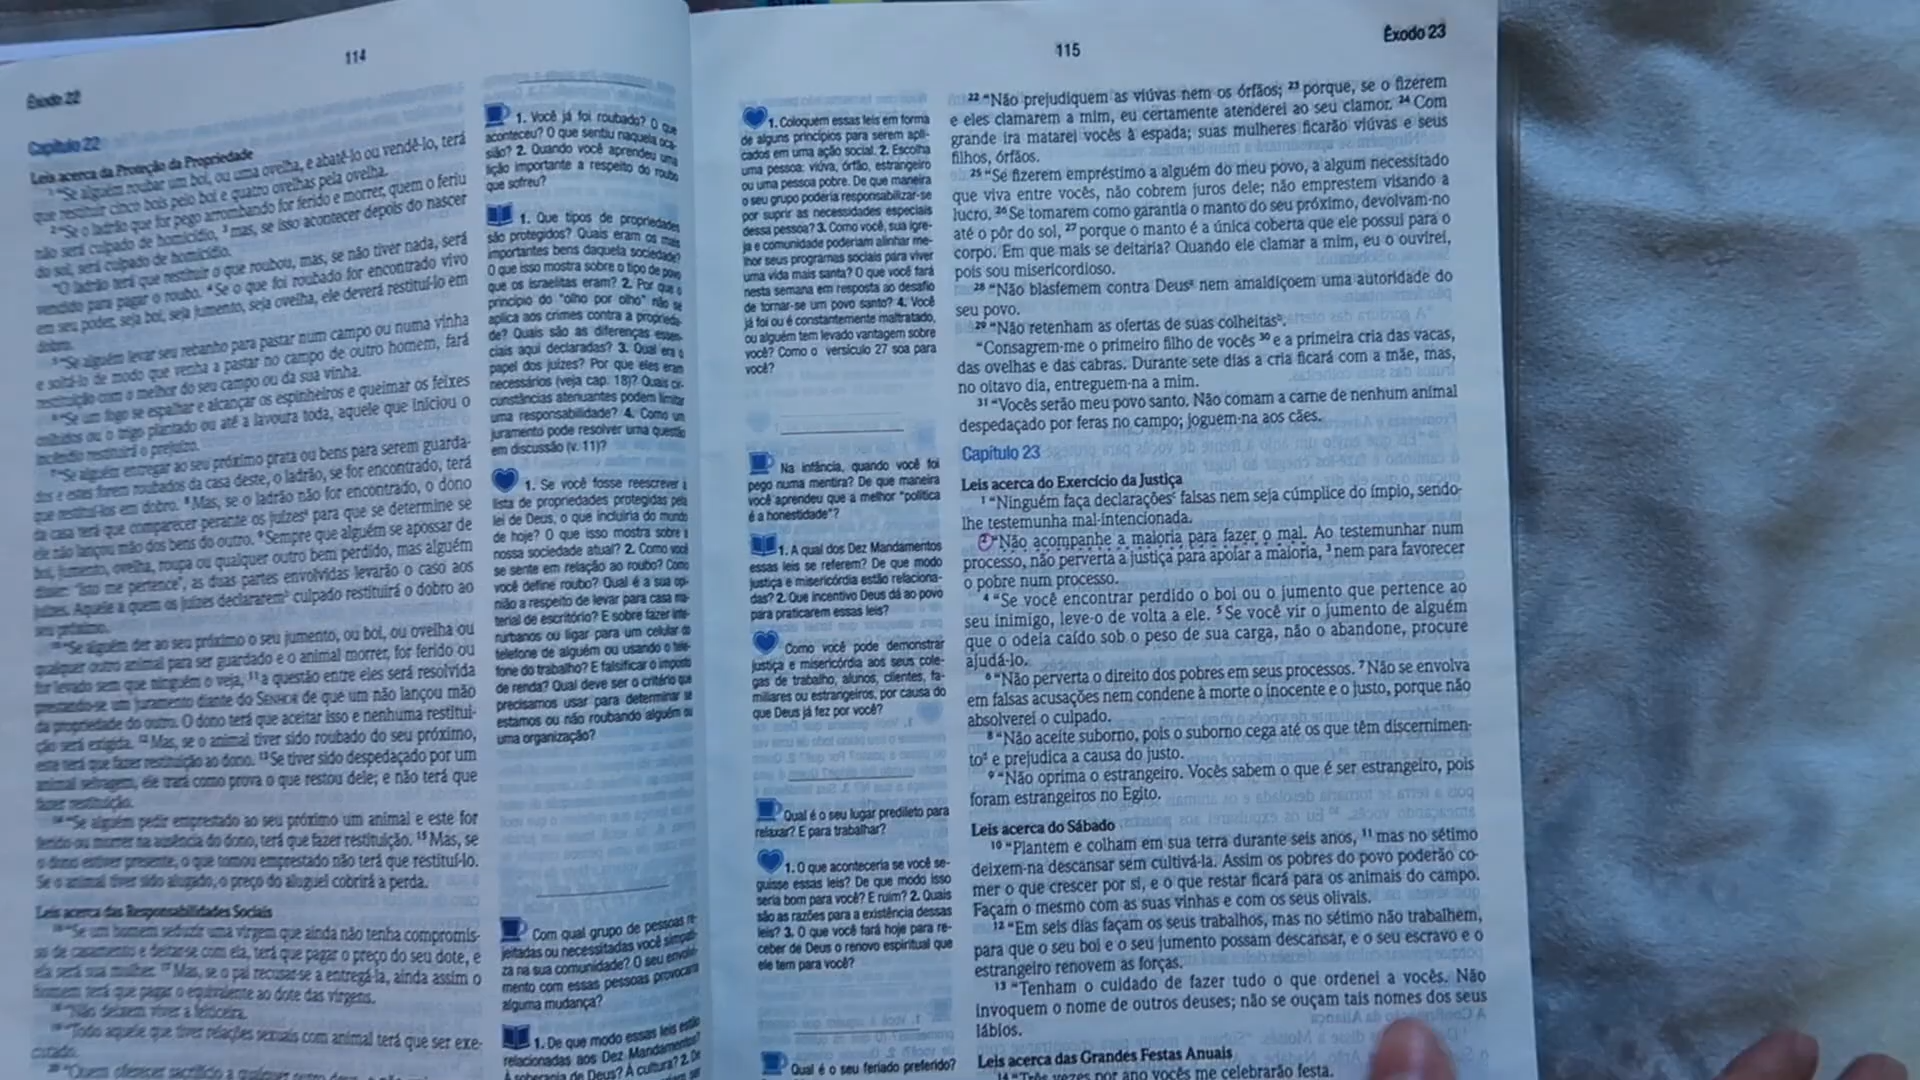 114
Êxodo 22
Capítulo 22
Leis acerca da Proteção da Propriedade
1 "Se alguém roubar um boi, ou uma ovelha, e abatê-lo ou vendê-lo, terá
que restituir cinco bois pelo boi e quatro ovelhas pela ovelha.
2 "Se o ladrão que for pego arrombando for ferido e morrer, quem o feriu
não será culpado de homicídio, 3 mas, se isso acontecer depois do nascer
do sol, será culpado de homicídio.
"O ladrão terá que restituir o que roubou, mas, se não tiver nada, será
vendido para pagar o roubo. 4 Se o que foi roubado for encontrado vivo
em seu poder, seja boi, seja jumento, seja ovelha, ele deverá restituí-lo em
dobro.
5 "Se alguém levar seu rebanho para pastar num campo ou numa vinha
e soltá-lo de modo que venha a pastar no campo de outro homem, fará
restituição com o melhor do seu campo ou da sua vinha.
6 "Se um fogo se espalhar e alcançar os espinheiros e queimar os feixes
colhidos ou o trigo plantado ou até a lavoura toda, aquele que iniciou o
incêndio restituirá o prejuízo.
7 "Se alguém entregar ao seu próximo prata ou bens para serem guarda-
dos e estes forem roubados da casa deste, o ladrão, se for encontrado, terá
que restituí-los em dobro. 8 Mas, se o ladrão não for encontrado, o dono
da casa terá que comparecer perante os juízes para que se determine se
ele não lançou mão dos bens do outro. 9 Sempre que alguém se apossar de
boi, jumento, ovelha, roupa ou qualquer outro bem perdido, mas alguém
disser: "Isto me pertence", as duas partes envolvidas levarão o caso aos
juízes. Aquele a quem os juízes declararem culpado restituirá o dobro ao
seu próximo.
10 "Se alguém der ao seu próximo o seu jumento, ou boi, ou ovelha ou
qualquer outro animal para ser guardado e o animal morrer, for ferido ou
for levado sem que ninguém o veja, 11 a questão entre eles será resolvida
prestando-se um juramento diante do SENHOR de que um não lançou mão
da propriedade do outro. O dono terá que aceitar isso e nenhuma restitui-
ção será exigida. 12 Mas, se o animal tiver sido roubado do seu próximo,
este terá que fazer restituição ao dono. 13 Se tiver sido despedaçado por um
animal selvagem, ele trará como prova o que restou dele; e não terá que
fazer restituição.
14 "Se alguém pedir emprestado ao seu próximo um animal e este for
ferido ou morrer na ausência do dono, terá que fazer restituição. 15 Mas, se
o dono estiver presente, o que tomou emprestado não terá que restituí-lo.
Se o animal tiver sido alugado, o preço do aluguel cobrirá a perda.
Leis acerca das Responsabilidades Sociais
16 "Se um homem seduzir uma virgem que ainda não tenha compromis-
so de casamento e deitar-se com ela, terá que pagar o preço do seu dote, e
ela será sua mulher. 17 Mas, se o pai recusar-se a entregá-la, ainda assim o
homem terá que pagar o equivalente ao dote das virgens.
18 "Não deixem viver a feiticeira.
19 "Todo aquele que tiver relações sexuais com animal terá que ser exe-
cutado.
20 "Quem oferecer sacrifício a qualquer outro deus,
1. Você já foi roubado? O que
aconteceu? O que sentiu naquela oca-
sião? 2. Quando você aprendeu uma
lição importante a respeito do roubo
que sofreu?
1. Que tipos de propriedades
são protegidos? Quais eram os mais
importantes bens daquela sociedade?
O que isso mostra sobre o tipo de povo
que os israelitas eram? 2. Por que o
princípio do "olho por olho" não se
aplica aos crimes contra a proprieda-
de? Quais são as diferenças essen-
ciais aqui declaradas? 3. Qual era o
papel dos juízes? Por que eles eram
necessários (veja cap. 18)? Quais cir-
cunstâncias atenuantes podem limitar
uma responsabilidade? 4. Como um
juramento pode resolver uma questão
em discussão (v. 11)?
1. Se você fosse reescrever a
lista de propriedades protegidas pela
lei de Deus, o que incluiria do mundo
de hoje? O que isso mostra sobre a
nossa sociedade atual? 2. Como você
se sente em relação ao roubo? Como
você define roubo? Qual é a sua opi-
nião a respeito de levar para casa ma-
terial de escritório? E sobre fazer inte-
rurbanos ou ligar para um celular do
telefone de alguém ou usando o tele-
fone do trabalho? E falsificar o imposto
de renda? Qual deve ser o critério que
precisamos usar para determinar se
estamos ou não roubando alguém ou
uma organização?
Com qual grupo de pessoas re-
jeitadas ou necessitadas você simpati-
za na sua comunidade? O seu envolvi-
mento com essas pessoas provocará
alguma mudança?
1. De que modo essas leis estão
relacionadas aos Dez Mandamentos?
À soberania de Deus? À cultura? 2.
115
Êxodo 23
1. Coloquem essas leis em forma
de alguns princípios para serem apli-
cados em uma ação social. 2. Escolha
uma pessoa: viúva, órfão, estrangeiro
ou uma pessoa pobre. De que maneira
o seu grupo poderia responsabilizar-se
por suprir as necessidades especiais
dessa pessoa? 3. Como você, sua igre-
ja e comunidade poderiam alinhar me-
lhor seus programas sociais para viver
uma vida mais santa? O que você fará
nesta semana em resposta ao desafio
de tornar-se um povo santo? 4. Você
já foi ou é constantemente maltratado,
ou alguém tem levado vantagem sobre
você? Como o versículo 27 soa para
você?
Na infância, quando você foi
pego numa mentira? De que maneira
você aprendeu que a melhor "política
é a honestidade"?
1. A qual dos Dez Mandamentos
essas leis se referem? De que modo
justiça e misericórdia estão relaciona-
das? 2. Que incentivo Deus dá ao povo
para praticarem essas leis?
Como você pode demonstrar
justiça e misericórdia aos seus cole-
gas de trabalho, alunos, clientes, fa-
miliares ou estrangeiros, por causa do
que Deus já fez por você?
Qual é o seu lugar predileto para
relaxar? E para trabalhar?
1. O que aconteceria se você se-
guisse essas leis? De que modo isso
seria bom para você? E ruim? 2. Quais
são as razões para a existência dessas
leis? 3. O que você fará hoje para re-
ceber de Deus o renovo espiritual que
ele tem para você?
Qual é o seu feriado preferido?
22 "Não prejudiquem as viúvas nem os órfãos; 23 porque, se o fizerem
e eles clamarem a mim, eu certamente atenderei ao seu clamor. 24 Com
grande ira matarei vocês à espada; suas mulheres ficarão viúvas e seus
filhos, órfãos.
25 "Se fizerem empréstimo a alguém do meu povo, a algum necessitado
que viva entre vocês, não cobrem juros dele; não emprestem visando a
lucro. 26 Se tomarem como garantia o manto do seu próximo, devolvam-no
até o pôr do sol, 27 porque o manto é a única coberta que ele possui para o
corpo. Em que mais se deitaria? Quando ele clamar a mim, eu o ouvirei,
pois sou misericordioso.
28 "Não blasfemem contra Deus nem amaldiçoem uma autoridade do
seu povo.
29 "Não retenham as ofertas de suas colheitas.
"Consagrem-me o primeiro filho de vocês 30 e a primeira cria das vacas,
das ovelhas e das cabras. Durante sete dias a cria ficará com a mãe, mas,
no oitavo dia, entreguem-na a mim.
31 "Vocês serão meu povo santo. Não comam a carne de nenhum animal
despedaçado por feras no campo; joguem-na aos cães.
Capítulo 23
Leis acerca do Exercício da Justiça
1 "Ninguém faça declarações falsas nem seja cúmplice do ímpio, sendo-
lhe testemunha mal-intencionada.
2 "Não acompanhe a maioria para fazer o mal. Ao testemunhar num
processo, não perverta a justiça para apoiar a maioria, 3 nem para favorecer
o pobre num processo.
4 "Se você encontrar perdido o boi ou o jumento que pertence ao
seu inimigo, leve-o de volta a ele. 5 Se você vir o jumento de alguém
que o odeia caído sob o peso de sua carga, não o abandone, procure
ajudá-lo.
6 "Não perverta o direito dos pobres em seus processos. 7 Não se envolva
em falsas acusações nem condene à morte o inocente e o justo, porque não
absolverei o culpado.
8 "Não aceite suborno, pois o suborno cega até os que têm discernimen-
to e prejudica a causa do justo.
9 "Não oprima o estrangeiro. Vocês sabem o que é ser estrangeiro, pois
foram estrangeiros no Egito.
Leis acerca do Sábado
10 "Plantem e colham em sua terra durante seis anos, 11 mas no sétimo
deixem-na descansar sem cultivá-la. Assim os pobres do povo poderão co-
mer o que crescer por si, e o que restar ficará para os animais do campo.
Façam o mesmo com as suas vinhas e com os seus olivais.
12 "Em seis dias façam os seus trabalhos, mas no sétimo não trabalhem,
para que o seu boi e o seu jumento possam descansar, e o seu escravo e o
estrangeiro renovem as forças.
13 "Tenham o cuidado de fazer tudo o que ordenei a vocês. Não
invoquem o nome de outros deuses; não se ouçam tais nomes dos seus
lábios.
Leis acerca das Grandes Festas Anuais
14 "Três vezes por ano vocês me celebrarão festa.